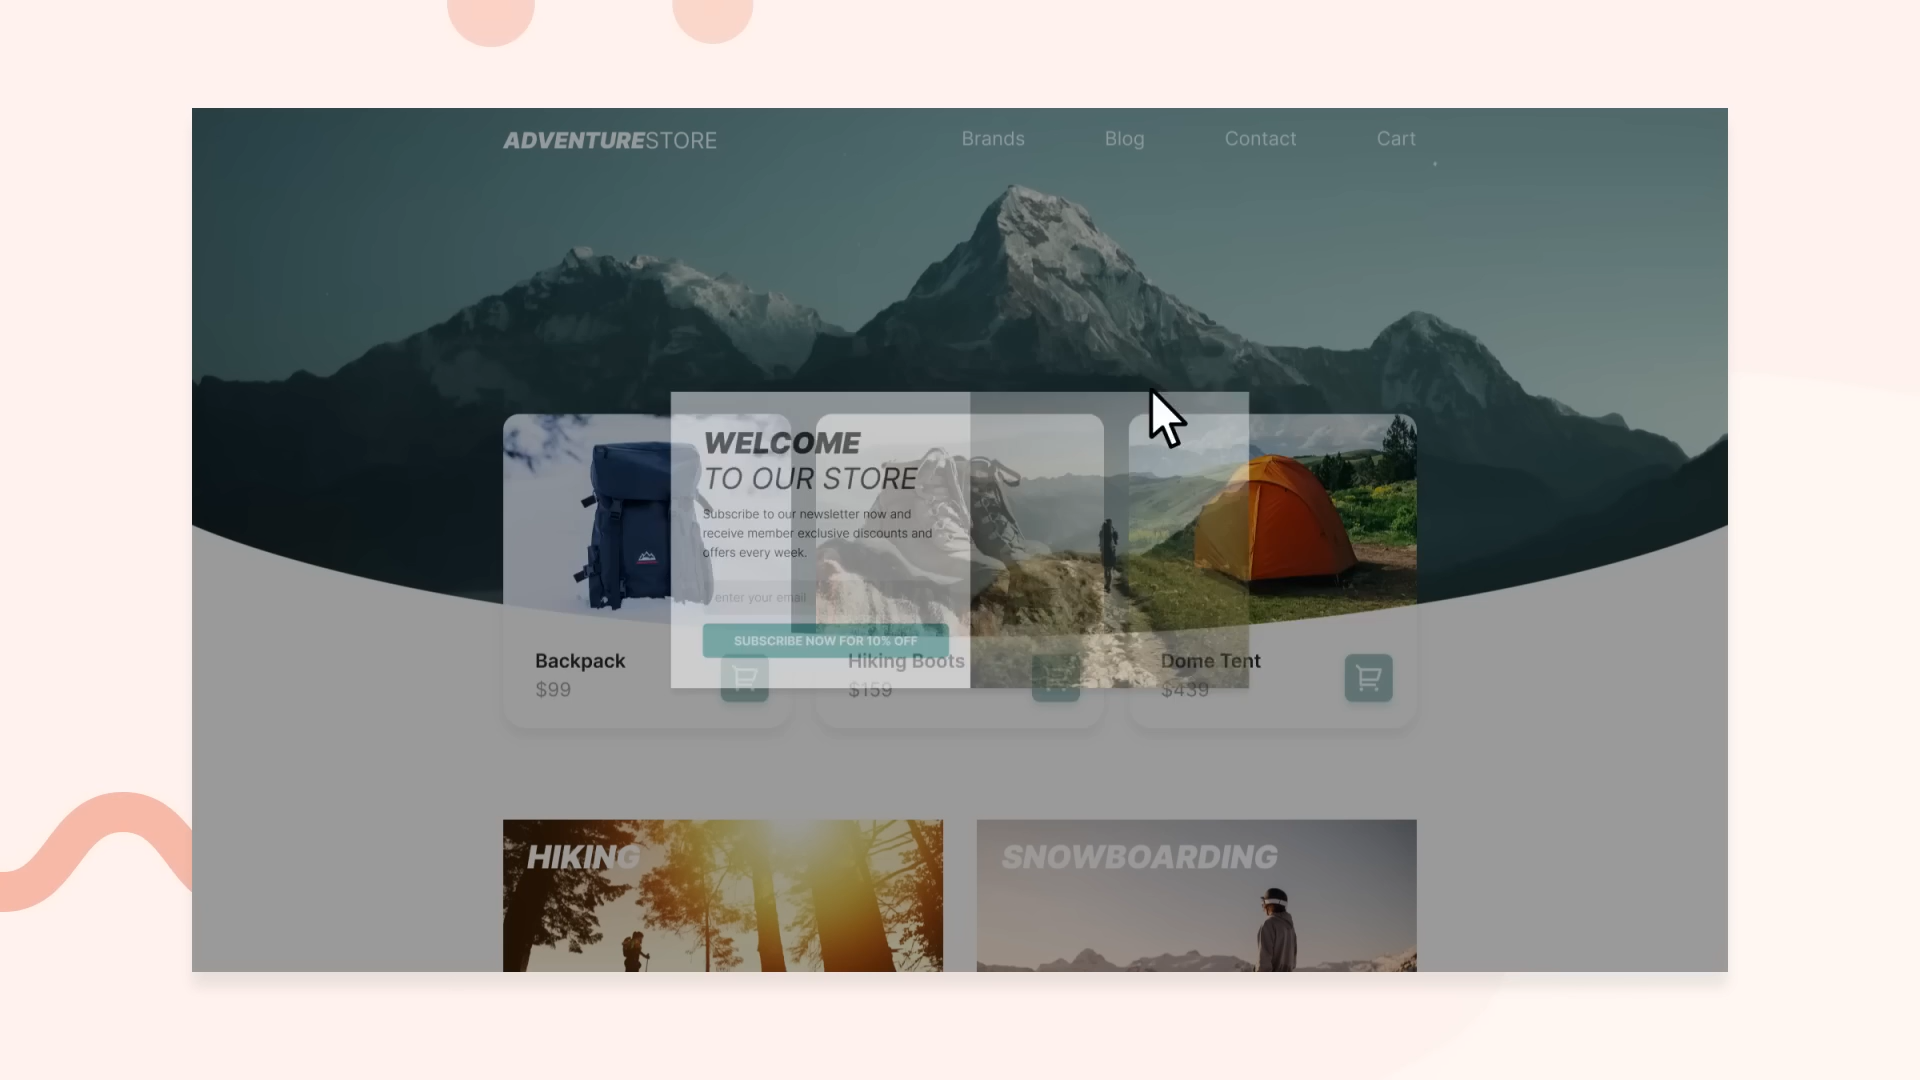 ADVENTURESTORE
Brands
Blog
Contact
Cart
WELCOME
TO OUR STORE
Subscribe to our newsletter now and
receive member exclusive discounts and
offers every week.
enter your email
SUBSCRIBE NOW FOR 10% OFF
Backpack
$99
Hiking Boots
$159
Dome Tent
$439
HIKING
SNOWBOARDING